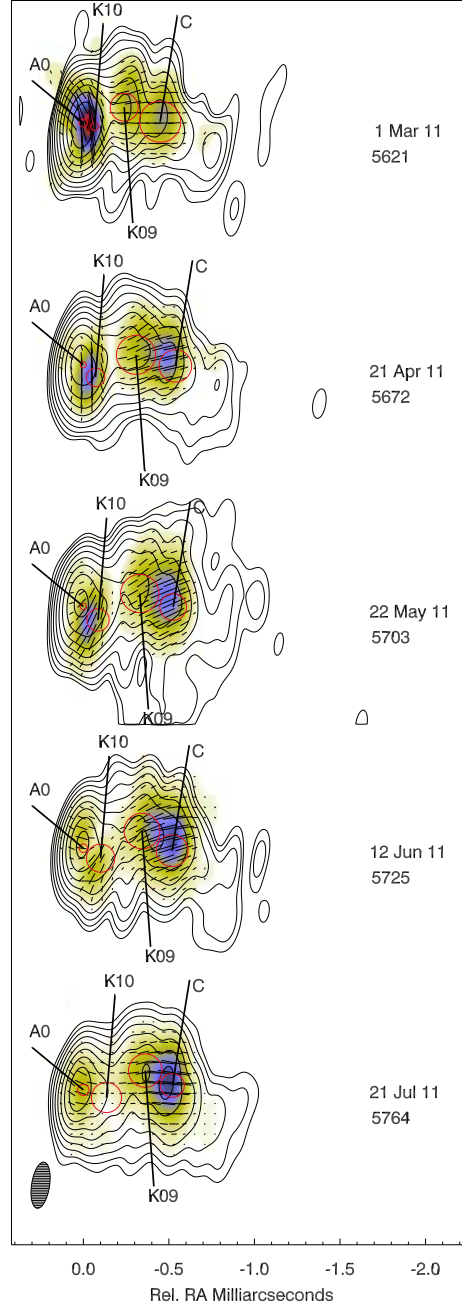 K10
C
A0
K09
1 Mar 11
5621
K10
C
A0
K09
21 Apr 11
5672
K10
C
A0
K09
22 May 11
5703
K10
C
A0
K09
12 Jun 11
5725
K10
C
A0
K09
21 Jul 11
5764
0.0 -0.5 -1.0 -1.5 -2.0
Rel. RA Milliarcseconds